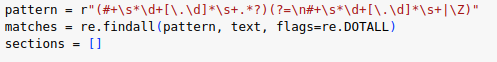 pattern = r"(#+\s*\d+[\.\d]*\s+.*?)(?=\n#+\s*\d+[\.\d]*\s+|\Z)"
matches = re.findall(pattern, text, flags=re.DOTALL)
sections = []